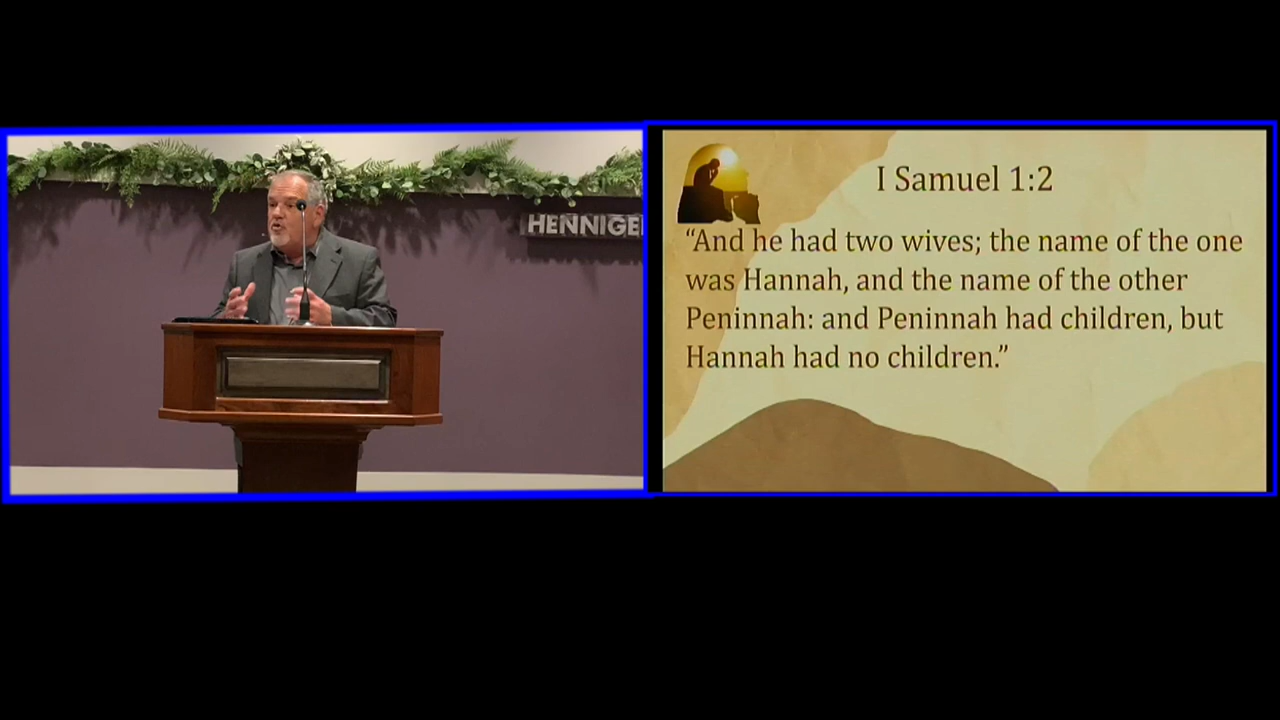 HENNIGE
I Samuel 1:2
“And he had two wives; the name of the one
was Hannah, and the name of the other
Peninnah: and Peninnah had children, but
Hannah had no children.”